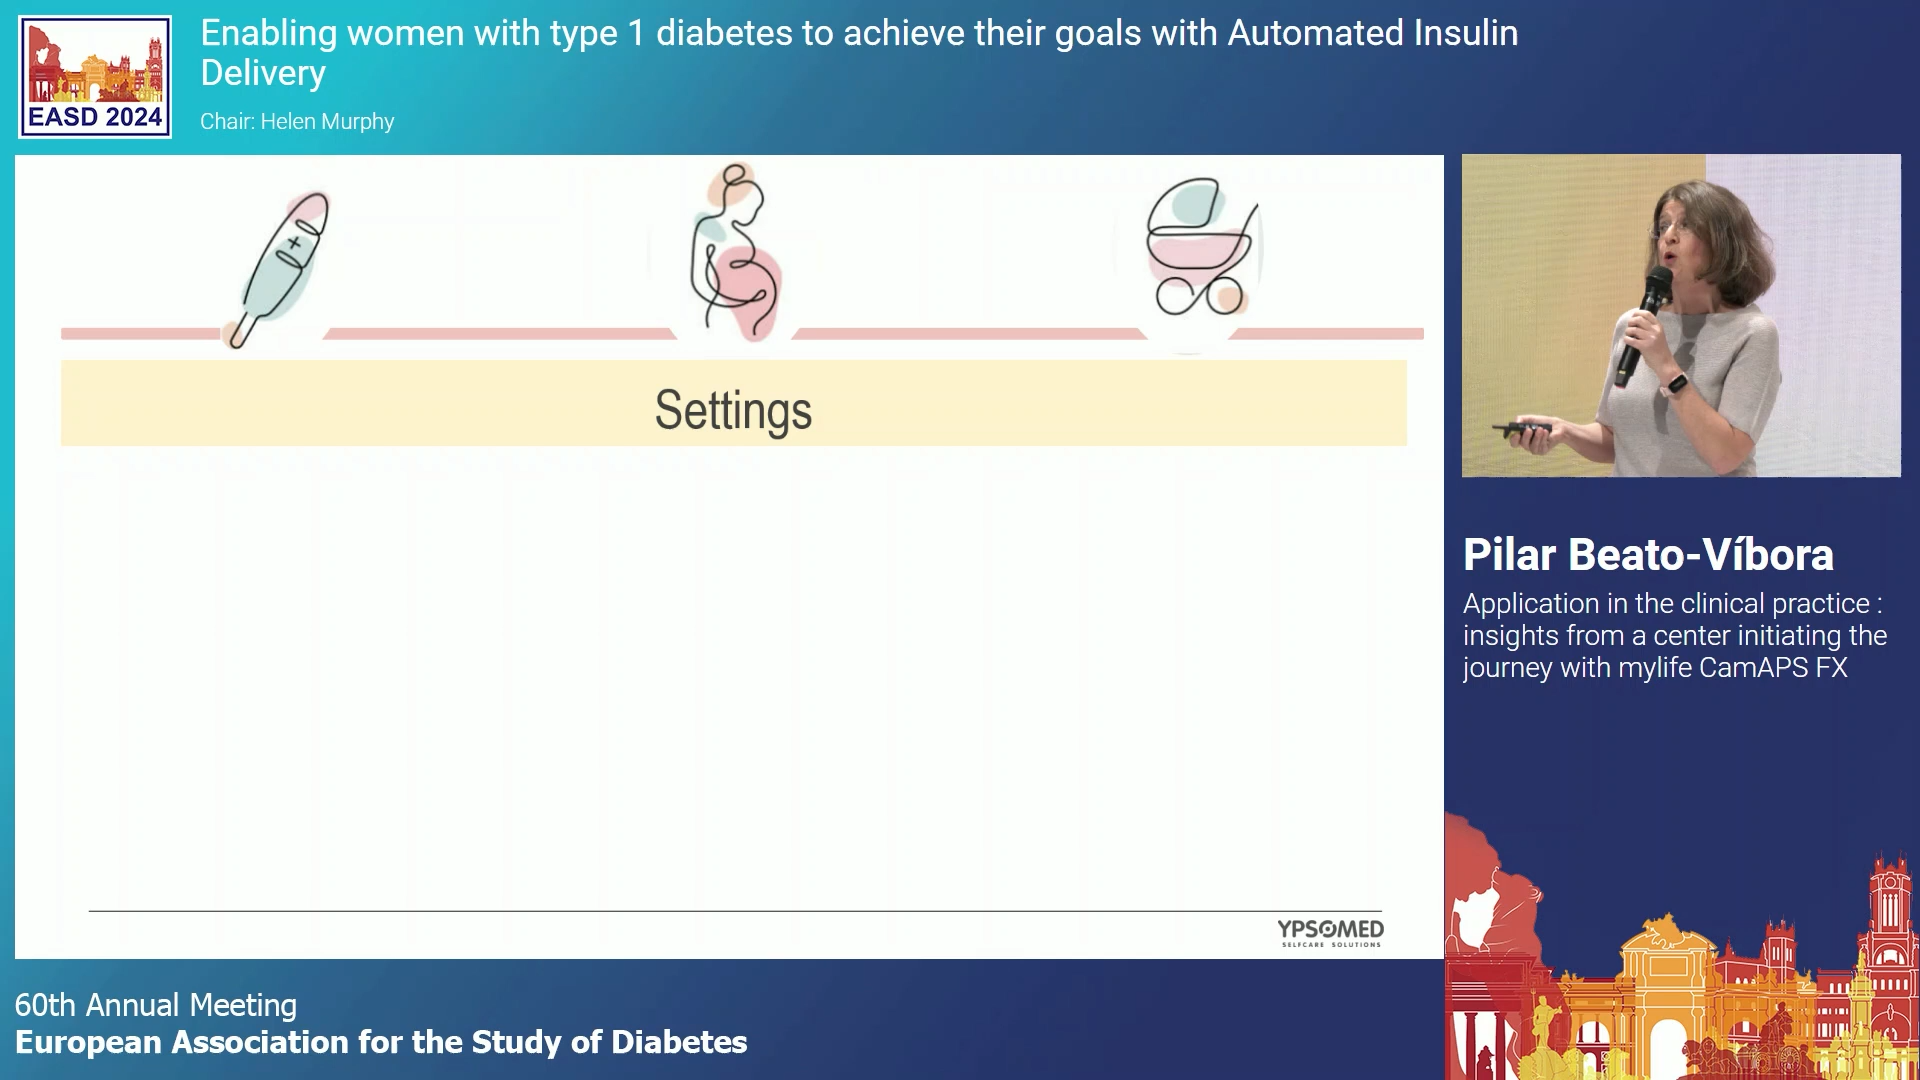 Enabling women with type 1 diabetes to achieve their goals with Automated Insulin
Delivery
Chair: Helen Murphy
EASD 2024
Settings
YPSOMED
SELFCARE SOLUTIONS
Pilar Beato-Víbora
Application in the clinical practice :
insights from a center initiating the
journey with mylife CamAPS FX
60th Annual Meeting
European Association for the Study of Diabetes